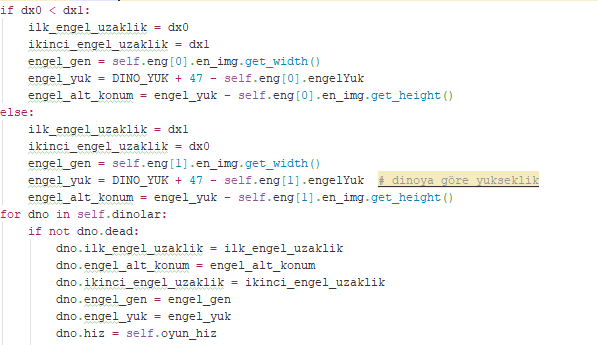 if dx0 < dx1:
    ilk_engel_uzaklik = dx0
    ikinci_engel_uzaklik = dx1
    engel_gen = self.eng[0].en_img.get_width()
    engel_yuk = DINO_YUK + 47 - self.eng[0].engelYuk
    engel_alt_konum = engel_yuk - self.eng[0].en_img.get_height()
else:
    ilk_engel_uzaklik = dx1
    ikinci_engel_uzaklik = dx0
    engel_gen = self.eng[1].en_img.get_width()
    engel_yuk = DINO_YUK + 47 - self.eng[1].engelYuk  # dinoya göre yukseklik
    engel_alt_konum = engel_yuk - self.eng[1].en_img.get_height()
for dno in self.dinolar:
    if not dno.dead:
        dno.ilk_engel_uzaklik = ilk_engel_uzaklik
        dno.engel_alt_konum = engel_alt_konum
        dno.ikinci_engel_uzaklik = ikinci_engel_uzaklik
        dno.engel_gen = engel_gen
        dno.engel_yuk = engel_yuk
        dno.hiz = self.oyun_hiz